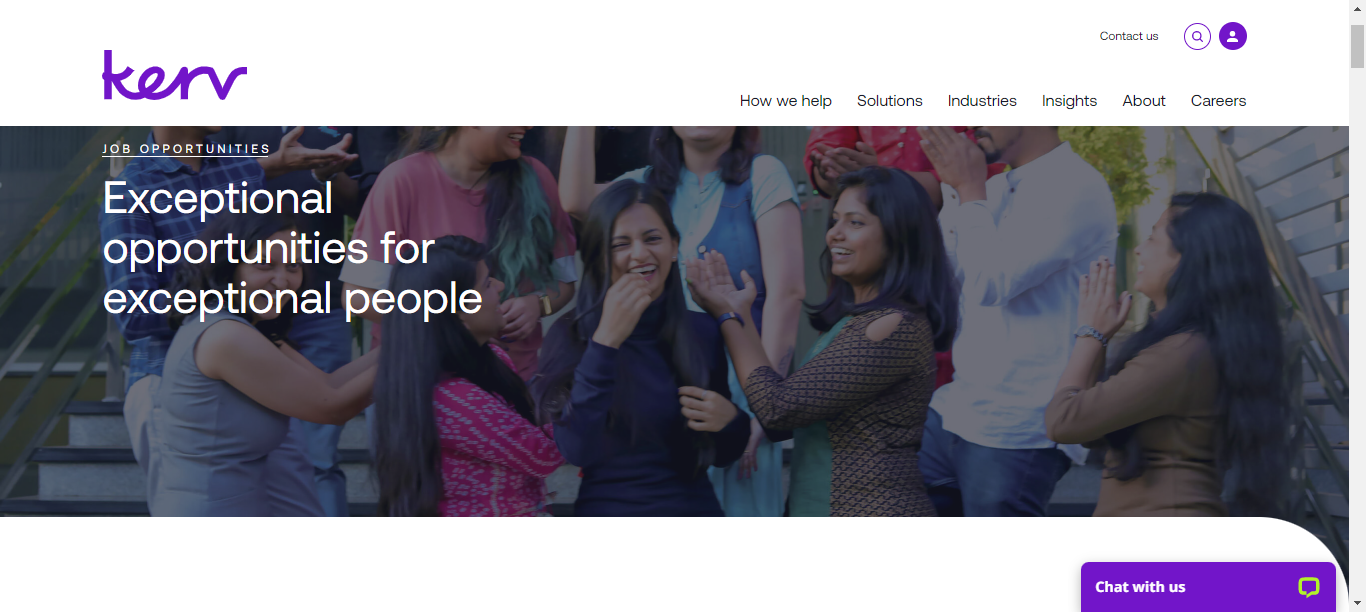 Contact us
kerv
How we help
Solutions
Industries
Insights
About
Careers
JOB OPPORTUNITIES
Exceptional
opportunities for
exceptional people
Chat with us